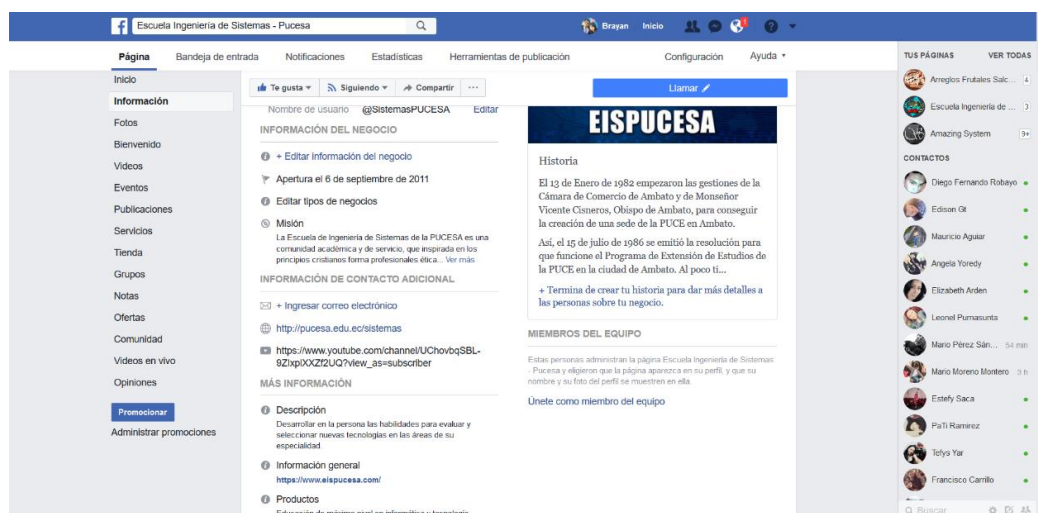 Escuela Ingeniería de Sistemas - Pucesa
Brayan Inicio
1
Página Bandeja de entrada Notificaciones Estadísticas Herramientas de publicación Configuración Ayuda
Inicio
Información
Fotos
Bienvenido
Videos
Eventos
Publicaciones
Servicios
Tienda
Grupos
Notas
Ofertas
Comunidad
Videos en vivo
Opiniones
Promocionar
Administrar promociones
Te gusta Siguiendo Compartir ...
Llamar
Nombre de usuario @SistemasPUCESA Editar
INFORMACIÓN DEL NEGOCIO
+ Editar información del negocio
Apertura el 6 de septiembre de 2011
Editar tipos de negocios
Misión
La Escuela de Ingeniería de Sistemas de la PUCESA es una
comunidad académica y de servicio, que inspirada en los
principios cristianos forma profesionales ética... Ver más
INFORMACIÓN DE CONTACTO ADICIONAL
+ Ingresar correo electrónico
http://pucesa.edu.ec/sistemas
https://www.youtube.com/channel/UChovbqSBL-
9ZIxplXXZf2UQ?view_as=subscriber
MÁS INFORMACIÓN
Descripción
Desarrollar en la persona las habilidades para evaluar y
seleccionar nuevas tecnologías en las áreas de su
especialidad.
Información general
https://www.eispucesa.com/
Productos
Educación de máximo nivel en informática y tecnología
EISPUCESA
Historia
El 13 de Enero de 1982 empezaron las gestiones de la
Cámara de Comercio de Ambato y de Monseñor
Vicente Cisneros, Obispo de Ambato, para conseguir
la creación de una sede de la PUCE en Ambato.
Así, el 15 de julio de 1986 se emitió la resolución para
que funcione el Programa de Extensión de Estudios de
la PUCE en la ciudad de Ambato. Al poco ti...
+ Termina de crear tu historia para dar más detalles a
las personas sobre tu negocio.
MIEMBROS DEL EQUIPO
Estas personas administran la página Escuela Ingeniería de Sistemas
- Pucesa y eligieron que la página aparezca en su perfil, y que su
nombre y su foto del perfil se muestren en ella.
Únete como miembro del equipo
TUS PÁGINAS VER TODAS
Arreglos Frutales Salc... 4
Escuela Ingeniería de ... 3
Amazing System 9+
CONTACTOS
Diego Fernando Robayo
Edison Gt
Mauricio Aguiar
Angela Yoredy
Elizabeth Arden
Leonel Pumasunta
Mario Pérez Sán... 54 min
Mario Moreno Montero 3 h
Estefy Saca
PaTi Ramirez
Telys Yar
Francisco Carrillo
Buscar